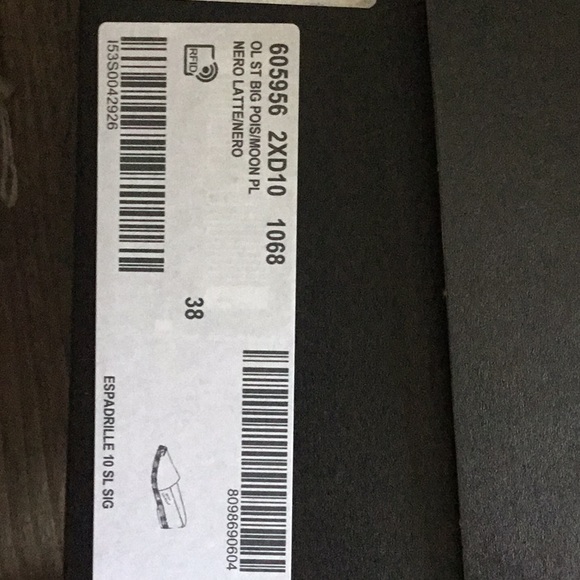 605956 2XD10 1068
OL ST BIG POIS/MOON PL
NERO LATTE/NERO
RFID
I53S0042926
38
8098690604
ESPADRILLE 10 SL SIG